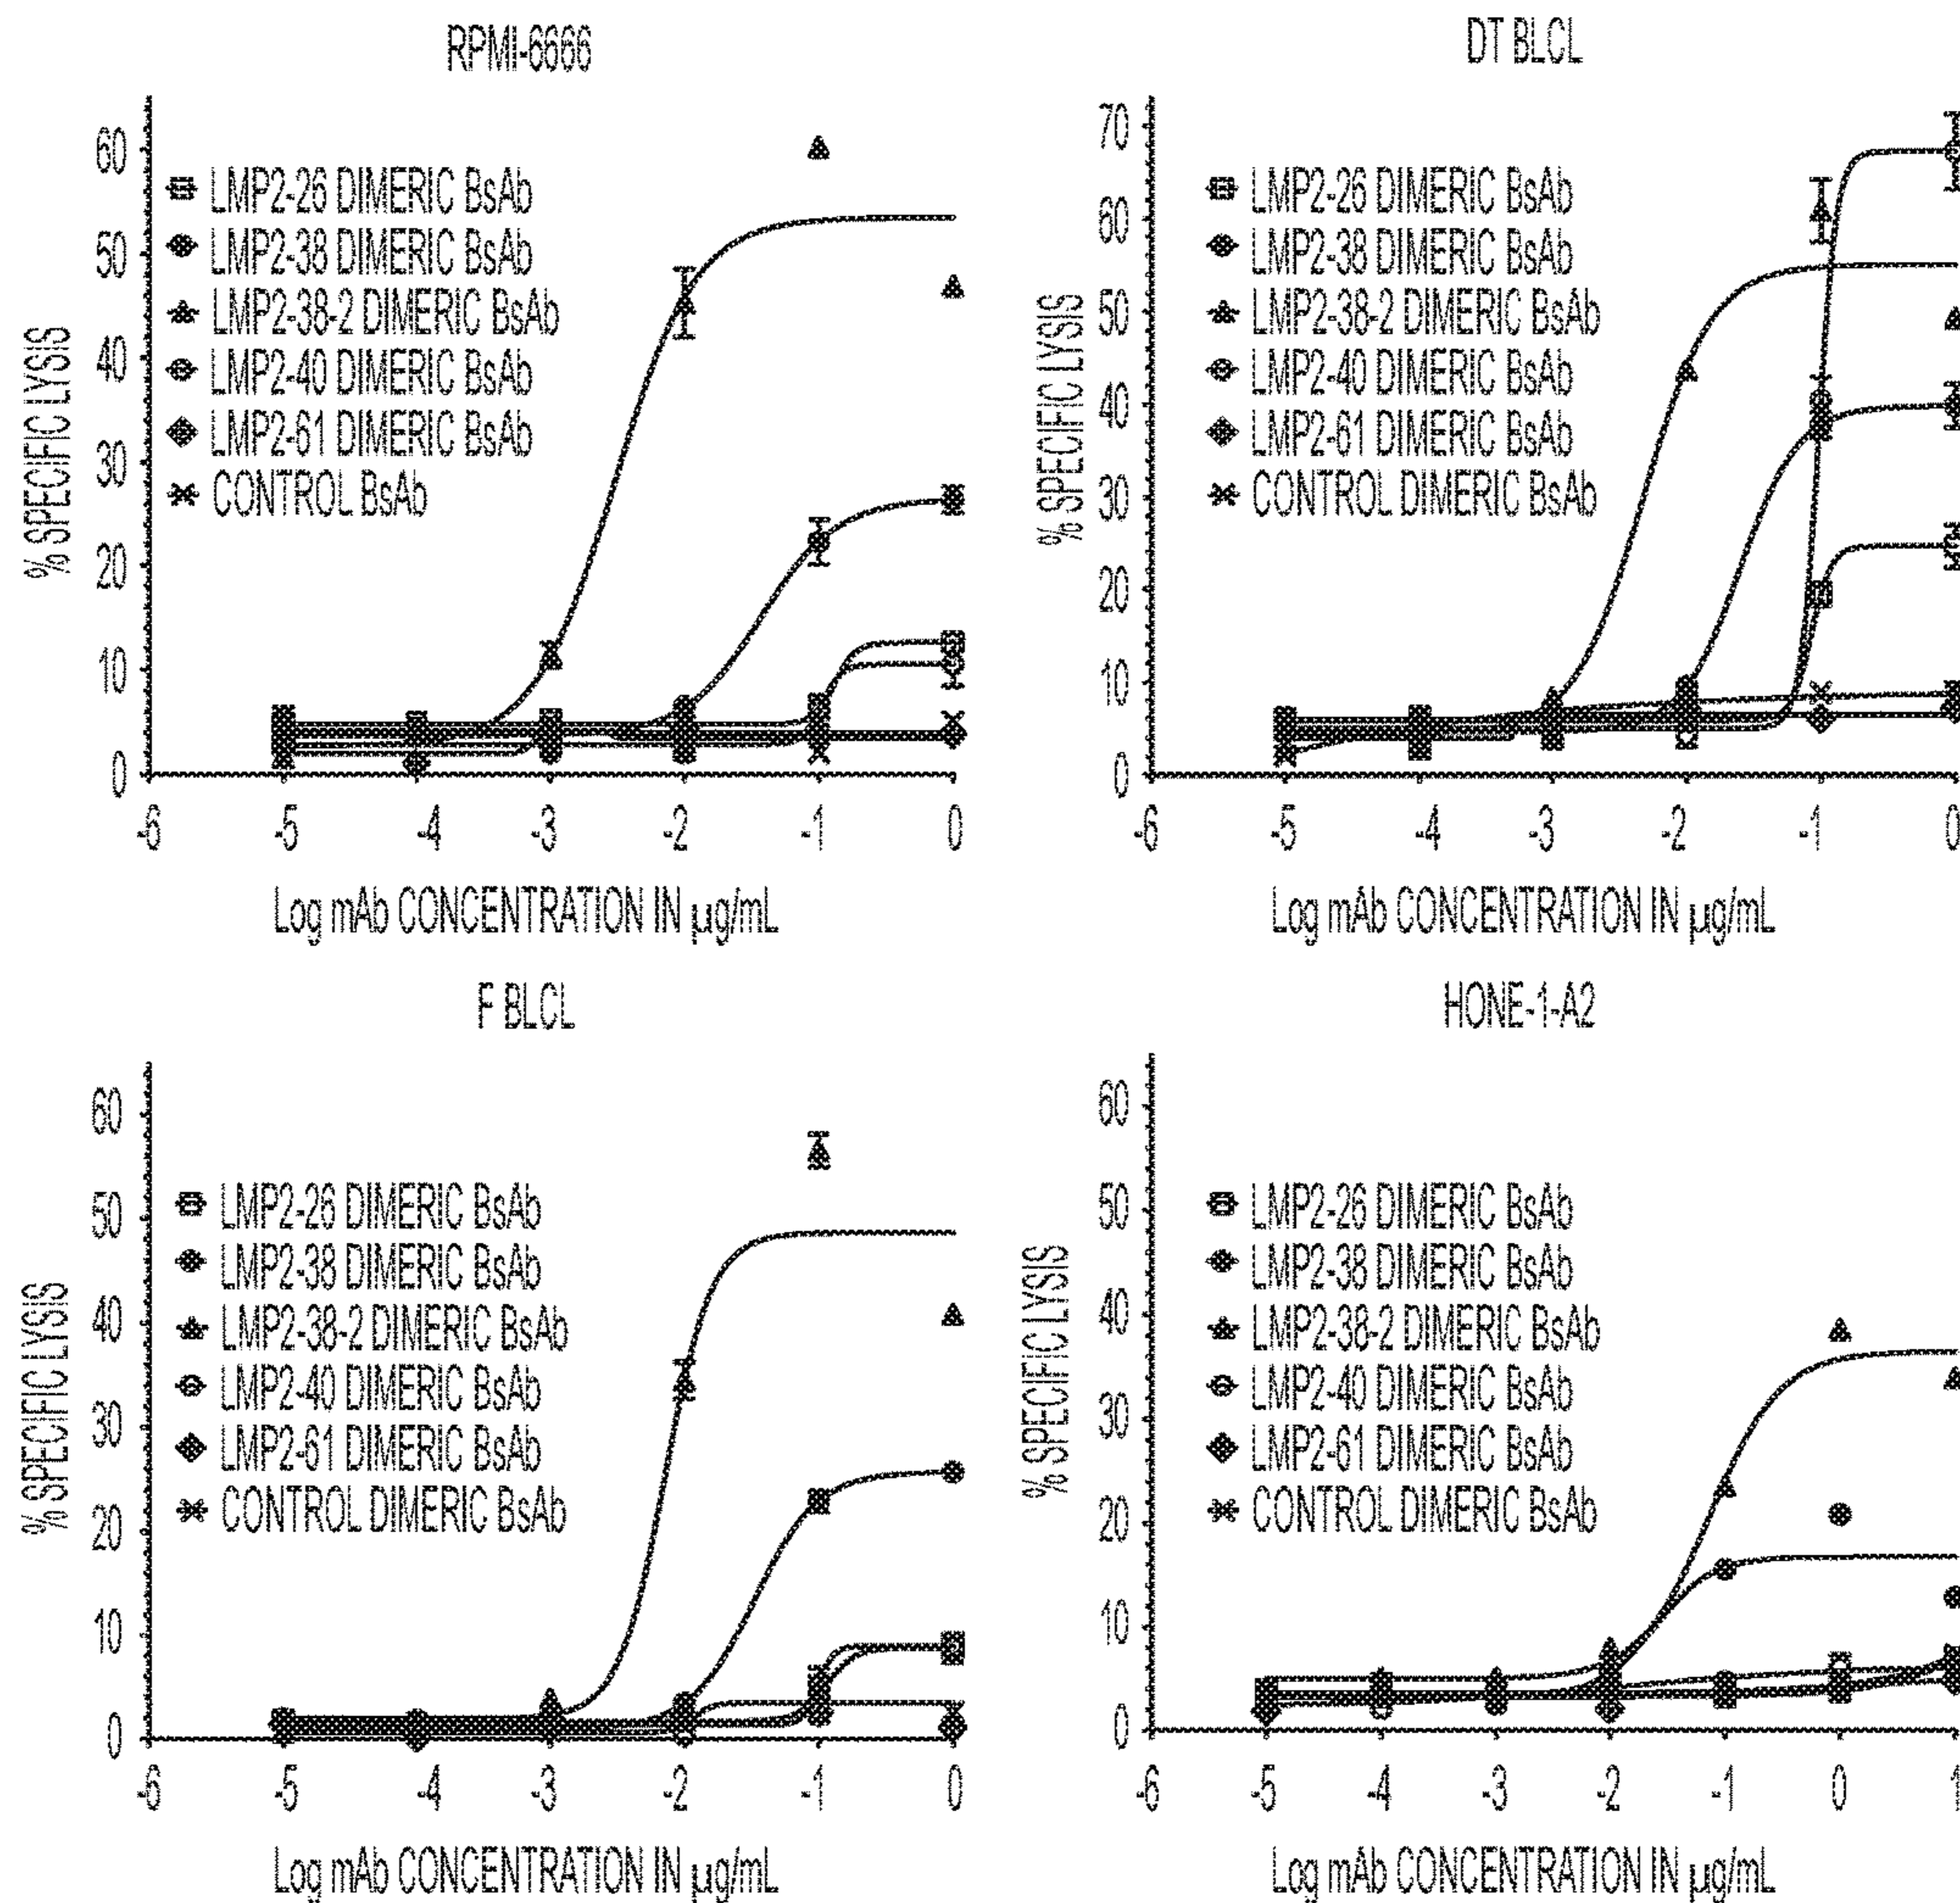 RPMI-6666
% SPECIFIC LYSIS
60
50
40
30
20
10
0
LMP2-26 DIMERIC BsAb
LMP2-38 DIMERIC BsAb
LMP2-38-2 DIMERIC BsAb
LMP2-40 DIMERIC BsAb
LMP2-61 DIMERIC BsAb
CONTROL BsAb
-6 -5 -4 -3 -2 -1 0
Log mAb CONCENTRATION IN µg/mL
DT BLCL
% SPECIFIC LYSIS
70
60
50
40
30
20
10
0
LMP2-26 DIMERIC BsAb
LMP2-38 DIMERIC BsAb
LMP2-38-2 DIMERIC BsAb
LMP2-40 DIMERIC BsAb
LMP2-61 DIMERIC BsAb
CONTROL DIMERIC BsAb
-6 -5 -4 -3 -2 -1 0
Log mAb CONCENTRATION IN µg/mL
F BLCL
% SPECIFIC LYSIS
60
50
40
30
20
10
0
LMP2-26 DIMERIC BsAb
LMP2-38 DIMERIC BsAb
LMP2-38-2 DIMERIC BsAb
LMP2-40 DIMERIC BsAb
LMP2-61 DIMERIC BsAb
CONTROL DIMERIC BsAb
-6 -5 -4 -3 -2 -1 0
Log mAb CONCENTRATION IN µg/mL
HONE-1-A2
% SPECIFIC LYSIS
60
50
40
30
20
10
0
LMP2-26 DIMERIC BsAb
LMP2-38 DIMERIC BsAb
LMP2-38-2 DIMERIC BsAb
LMP2-40 DIMERIC BsAb
LMP2-61 DIMERIC BsAb
CONTROL DIMERIC BsAb
-6 -5 -4 -3 -2 -1 0 1
Log mAb CONCENTRATION IN µg/mL